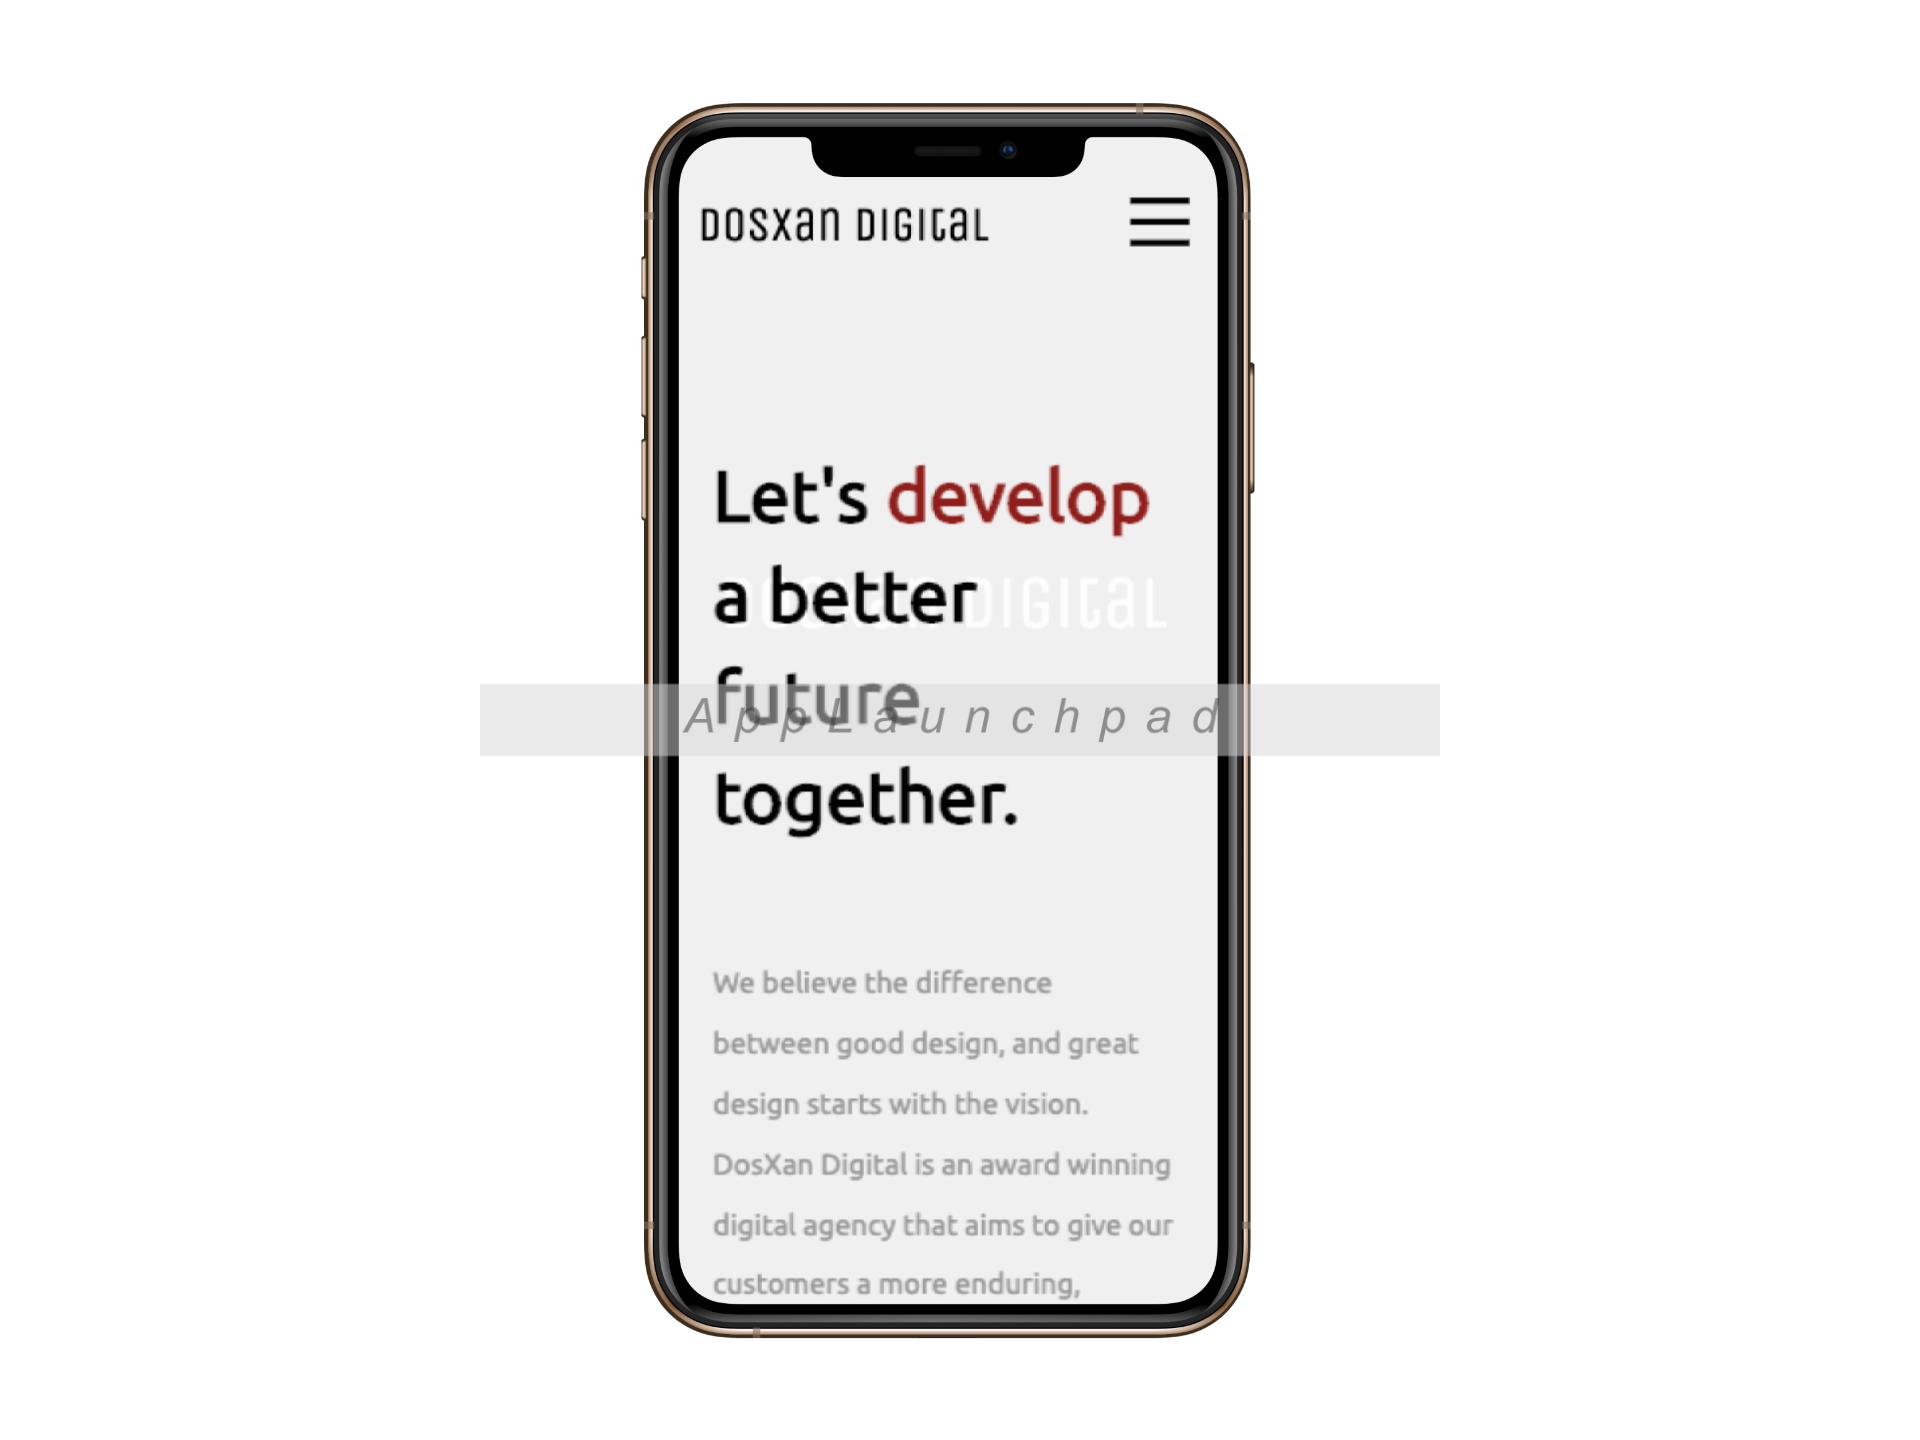 DOSXAN DIGITAL
Let's develop
a better
DIGITAL
future
AppLaunchpad
together.
We believe the difference
between good design, and great
design starts with the vision.
DosXan Digital is an award winning
digital agency that aims to give our
customers a more enduring,